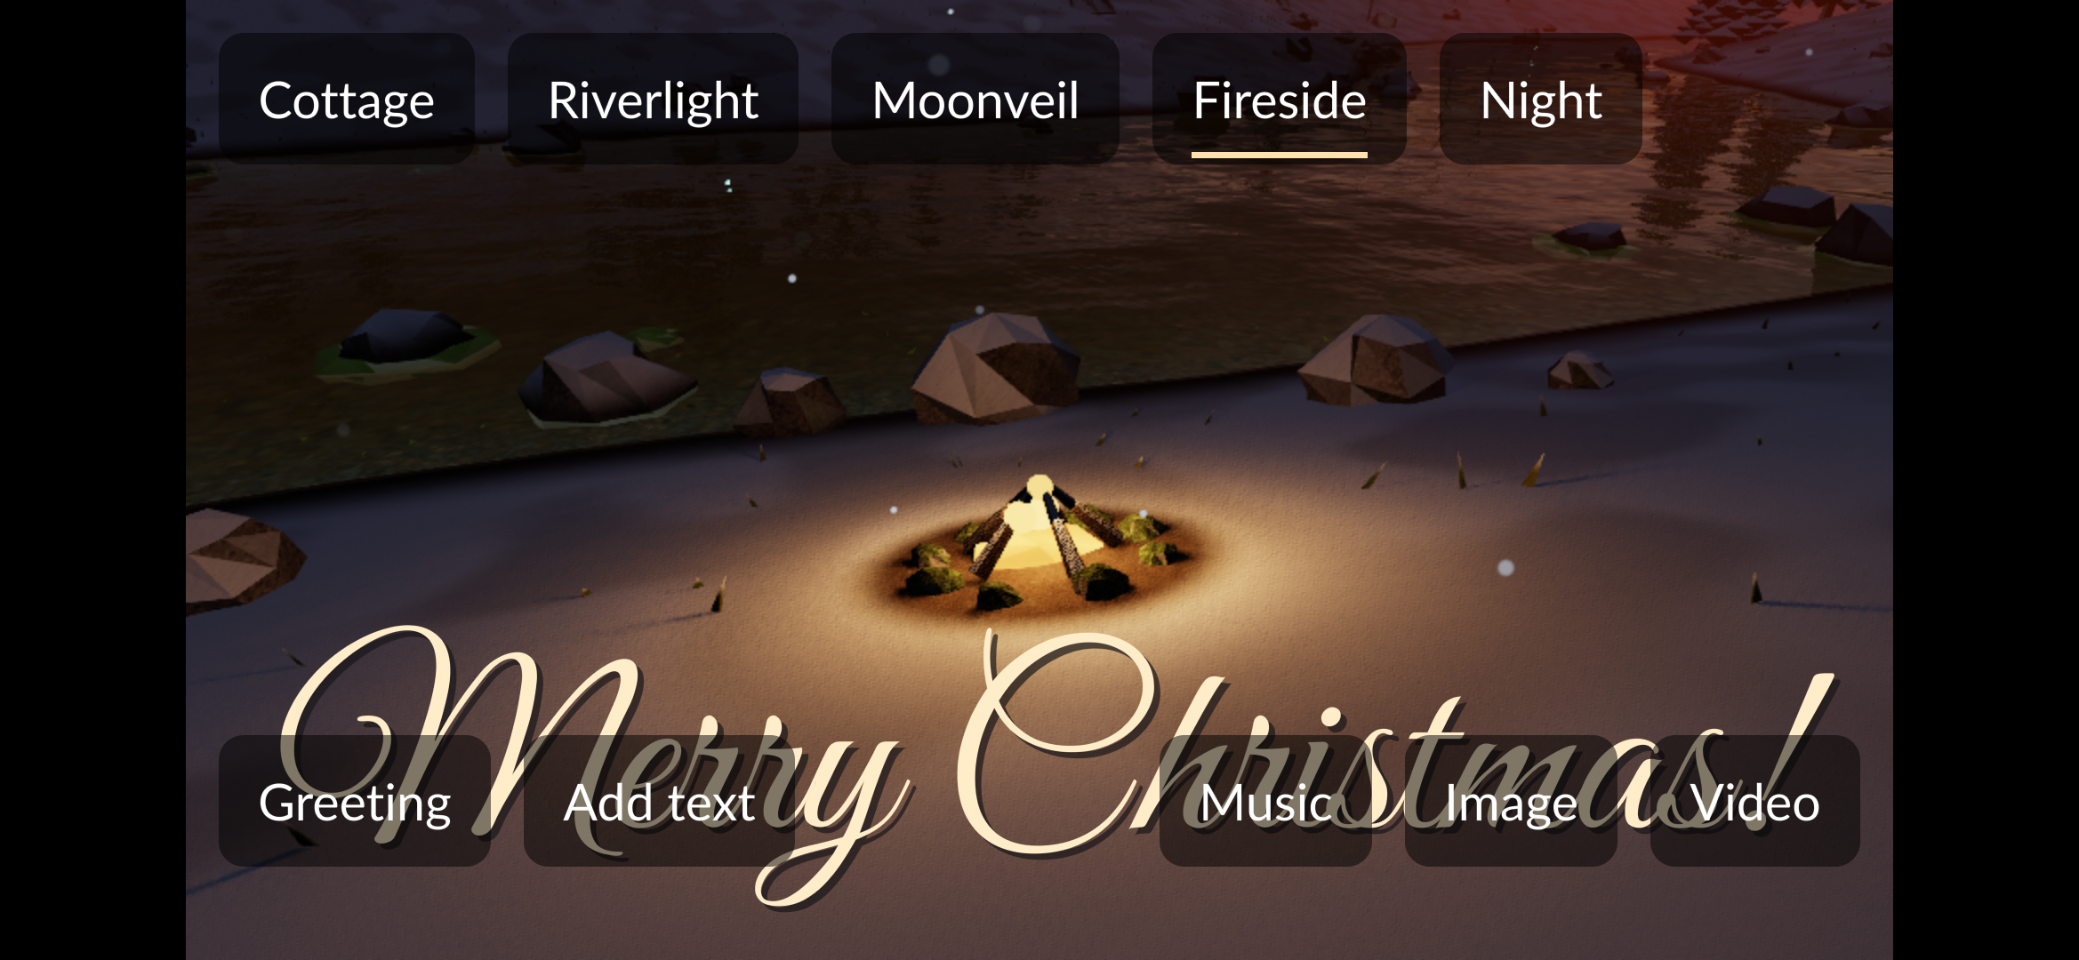 Cottage
Riverlight
Moonveil
Fireside
Night
Merry Christmas!
Greeting
Add text
Music
Image
Video